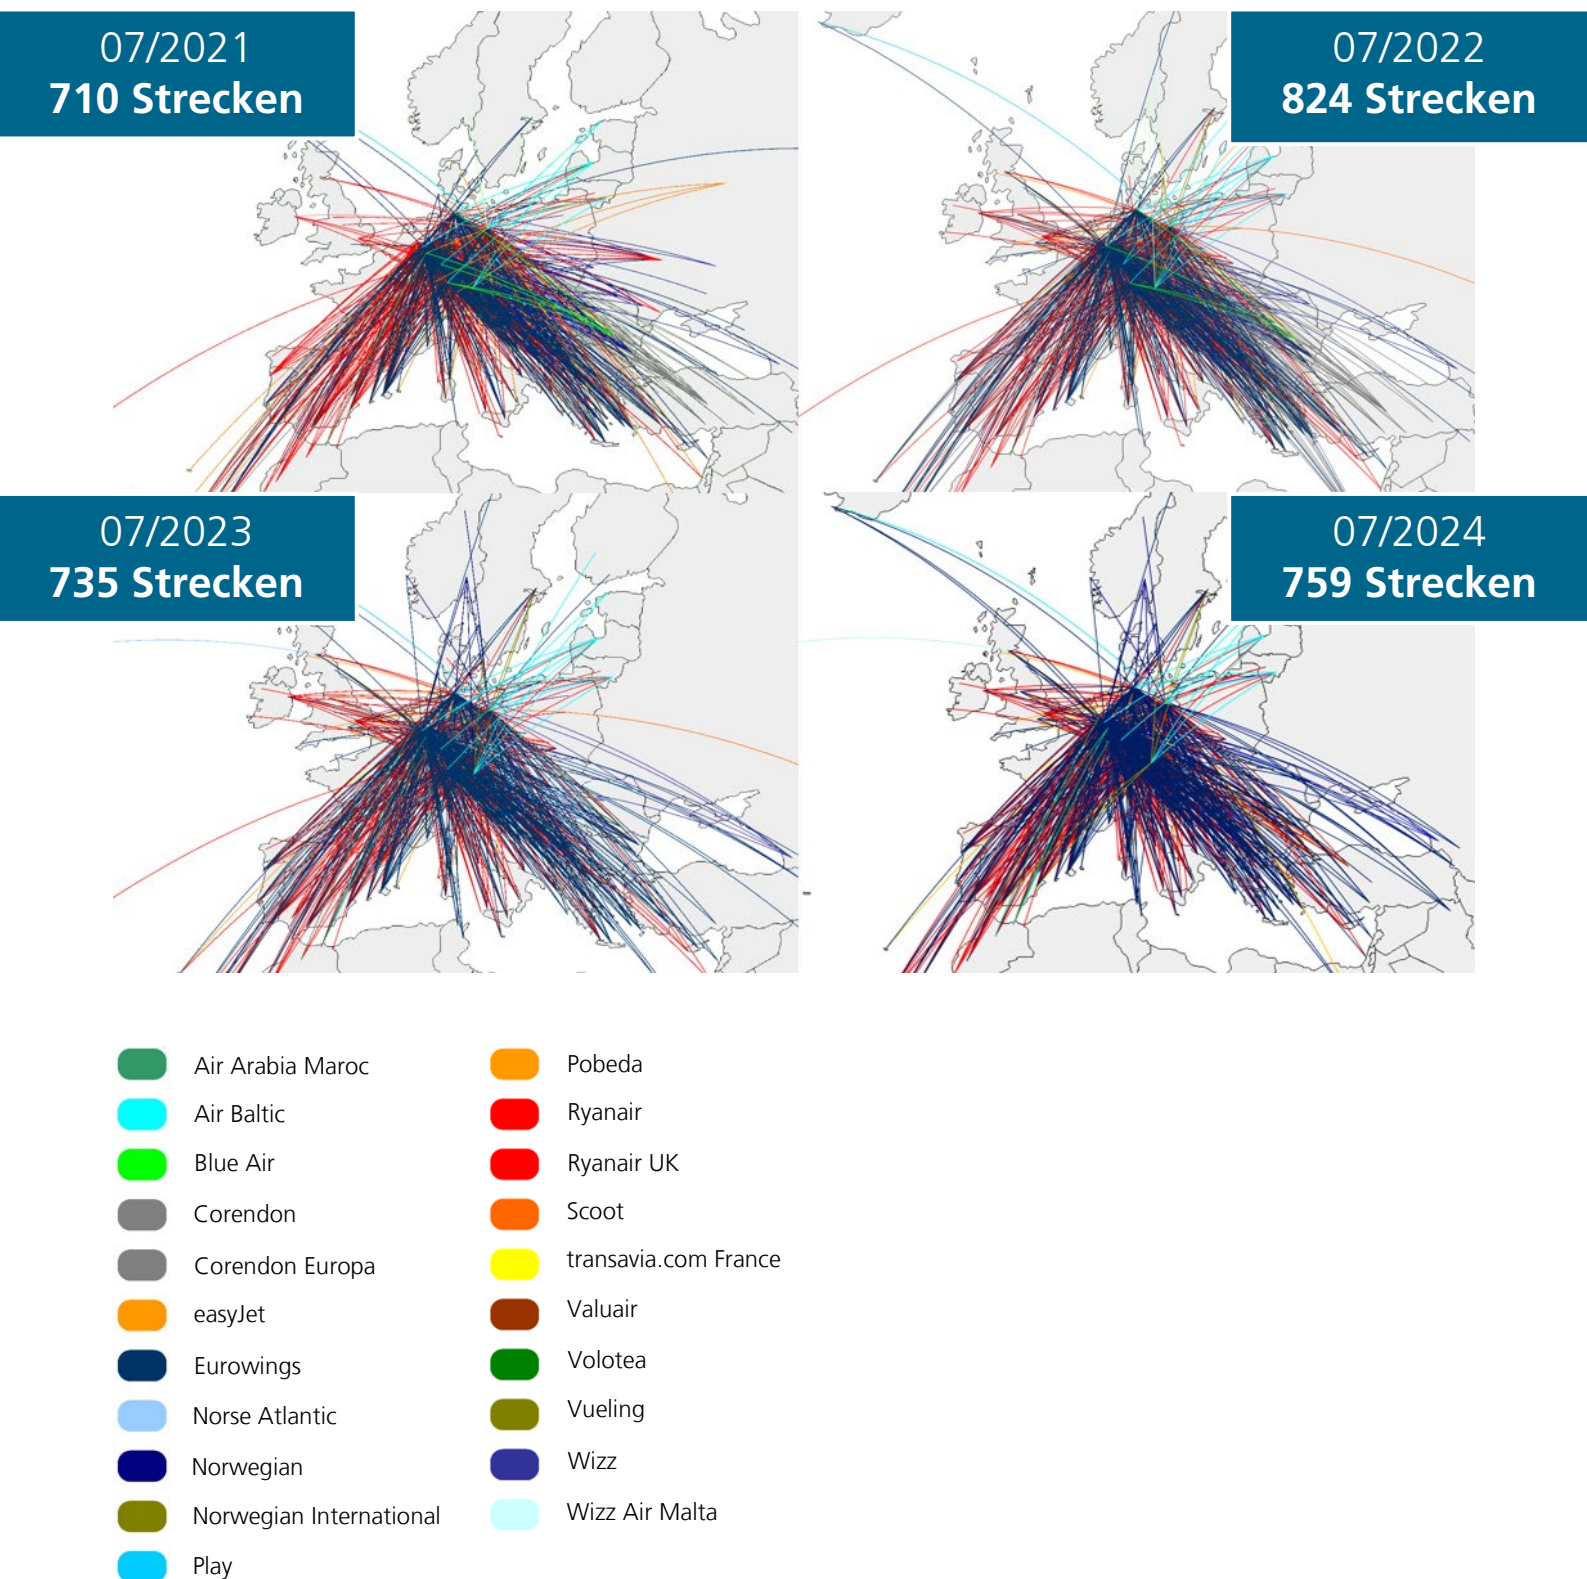 07/2021
710 Strecken
07/2022
824 Strecken
07/2023
735 Strecken
07/2024
759 Strecken
Air Arabia Maroc
Air Baltic
Blue Air
Corendon
Corendon Europa
easyJet
Eurowings
Norse Atlantic
Norwegian
Norwegian International
Play
Pobeda
Ryanair
Ryanair UK
Scoot
transavia.com France
Valuair
Volotea
Vueling
Wizz
Wizz Air Malta